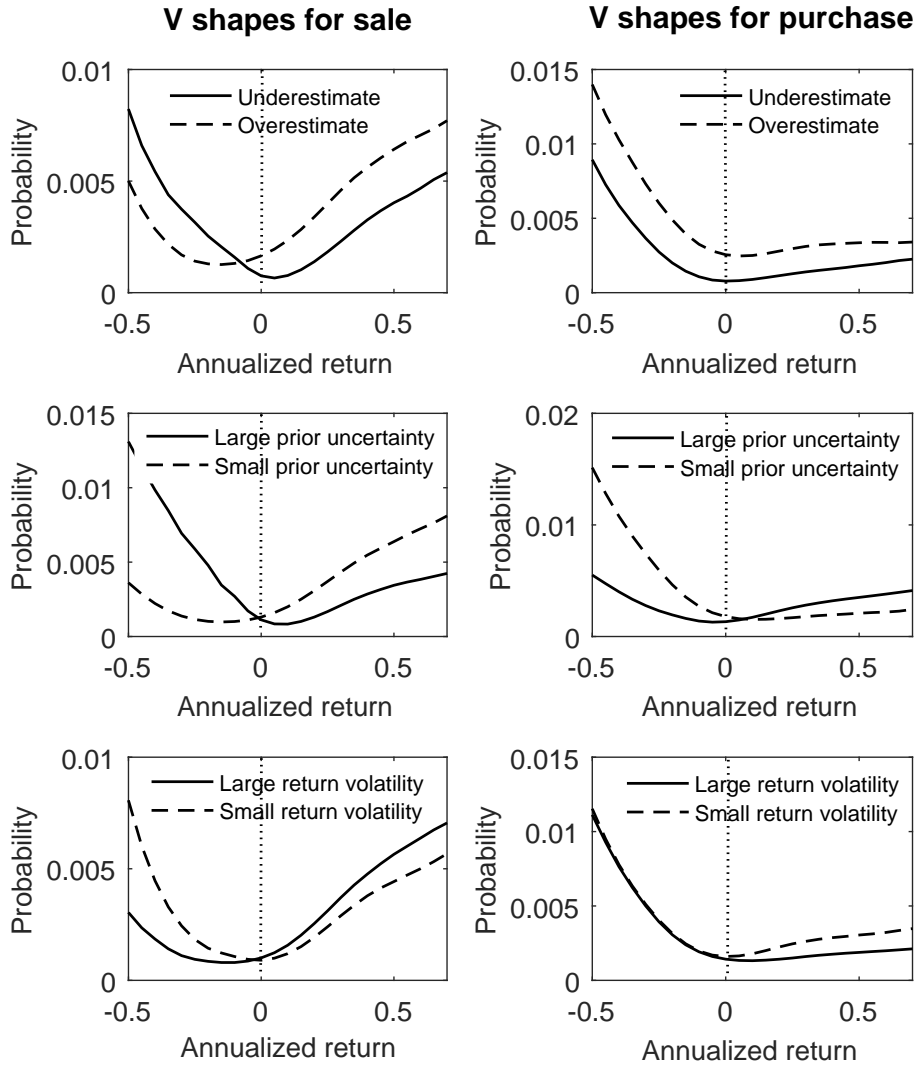 V shapes for sale
V shapes for purchase
0.01
0.005
0
Probability
Underestimate
Overestimate
-0.5
0
0.5
Annualized return
0.015
0.01
0.005
0
Probability
Underestimate
Overestimate
-0.5
0
0.5
Annualized return
0.015
0.01
0.005
0
Probability
Large prior uncertainty
Small prior uncertainty
-0.5
0
0.5
Annualized return
0.02
0.01
0
Probability
Large prior uncertainty
Small prior uncertainty
-0.5
0
0.5
Annualized return
0.01
0.005
0
Probability
Large return volatility
Small return volatility
-0.5
0
0.5
Annualized return
0.015
0.01
0.005
0
Probability
Large return volatility
Small return volatility
-0.5
0
0.5
Annualized return